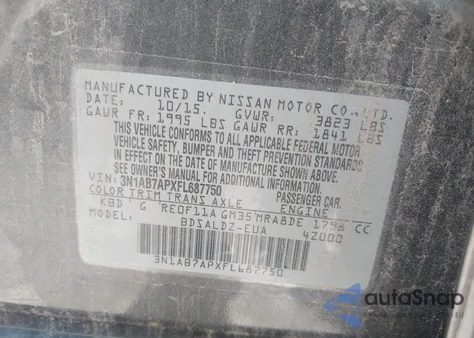 MANUFACTURED BY NISSAN MOTOR CO., LTD.
DATE: 10/15. GVWR: 3823 LBS
GAWR FR: 1995 LBS GAWR RR: 1841 LBS
THIS VEHICLE CONFORMS TO ALL APPLICABLE FEDERAL MOTOR
VEHICLE SAFETY, BUMPER AND THEFT PREVENTION STANDARDS
IN EFFECT ON THE DATE OF MANUFACTURE SHOWN ABOVE.
SEE OWNER'S MANUAL FOR ADDITIONAL INFORMATION
3N1AB7APXFL687750 PASSENGER CAR
COLOR TRIM TRANS AXLE ENGINE
KBD G RE0F11A GM35 MRA8DE 1798 CC
BDSALDZ-EUA 4Z000
3N1AB7APXFL687750
autoSnap